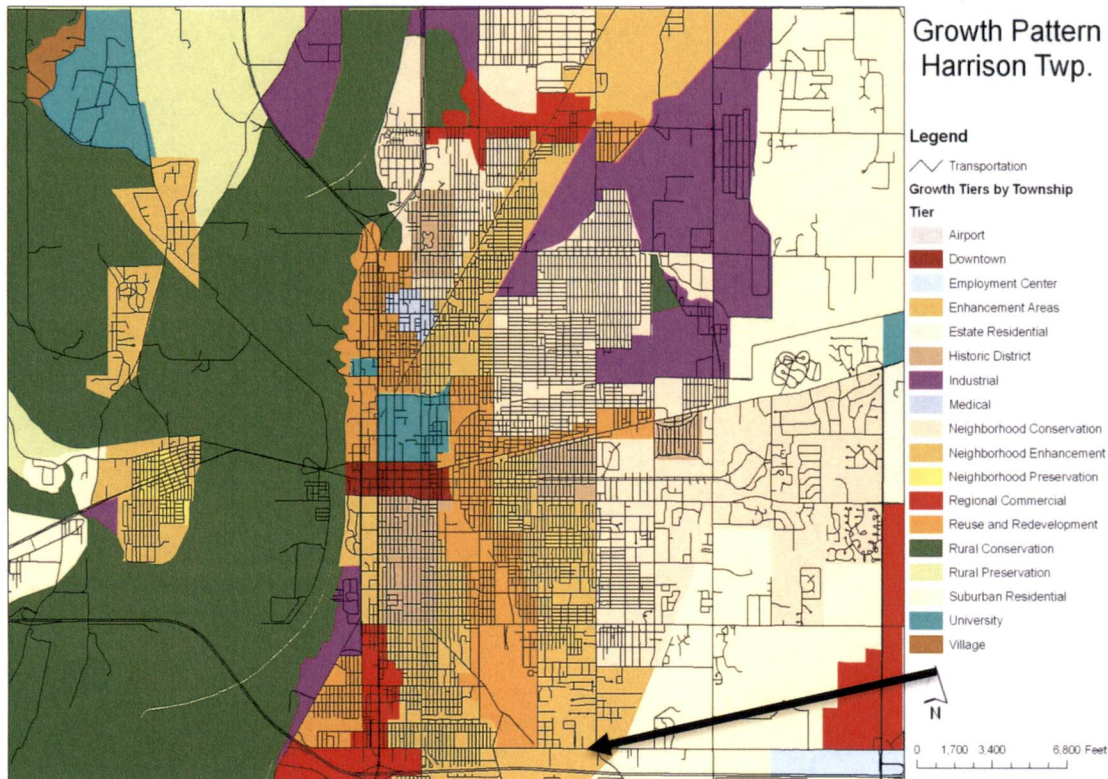 Growth Pattern
Harrison Twp.
Legend
Transportation
Growth Tiers by Township
Tier
Airport
Downtown
Employment Center
Enhancement Areas
Estate Residential
Historic District
Industrial
Medical
Neighborhood Conservation
Neighborhood Enhancement
Neighborhood Preservation
Regional Commercial
Reuse and Redevelopment
Rural Conservation
Rural Preservation
Suburban Residential
University
Village
N
0 1,700 3,400 6,800 Feet